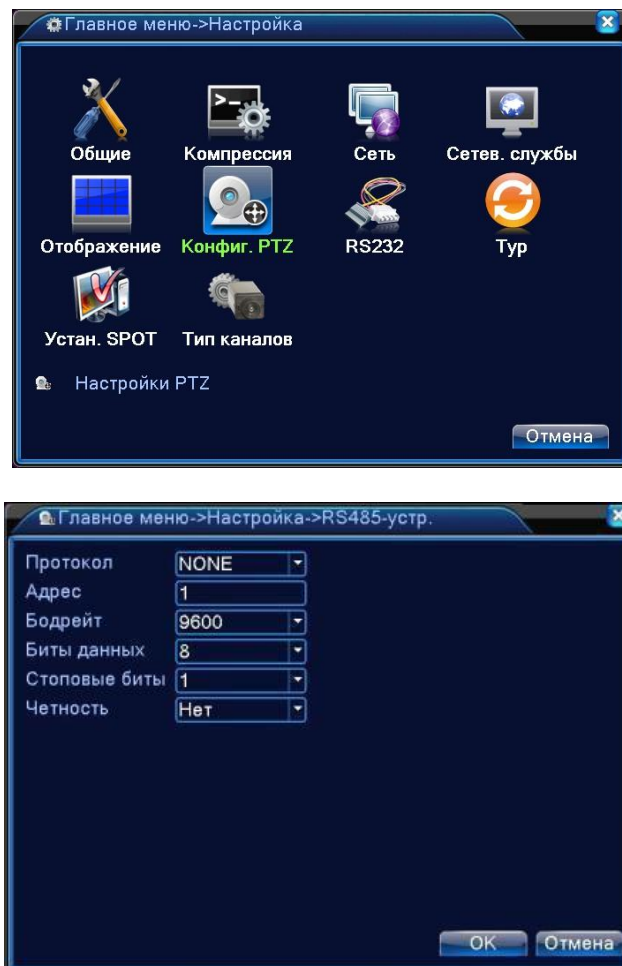 Главное меню->Настройка
Общие Компрессия Сеть Сетев. службы
Отображение Конфиг. PTZ RS232 Тур
Устан. SPOT Тип каналов
Настройки PTZ
Отмена
Главное меню->Настройка->RS485-устр.
Протокол NONE
Адрес 1
Бодрейт 9600
Биты данных 8
Стоповые биты 1
Четность Нет
OK Отмена